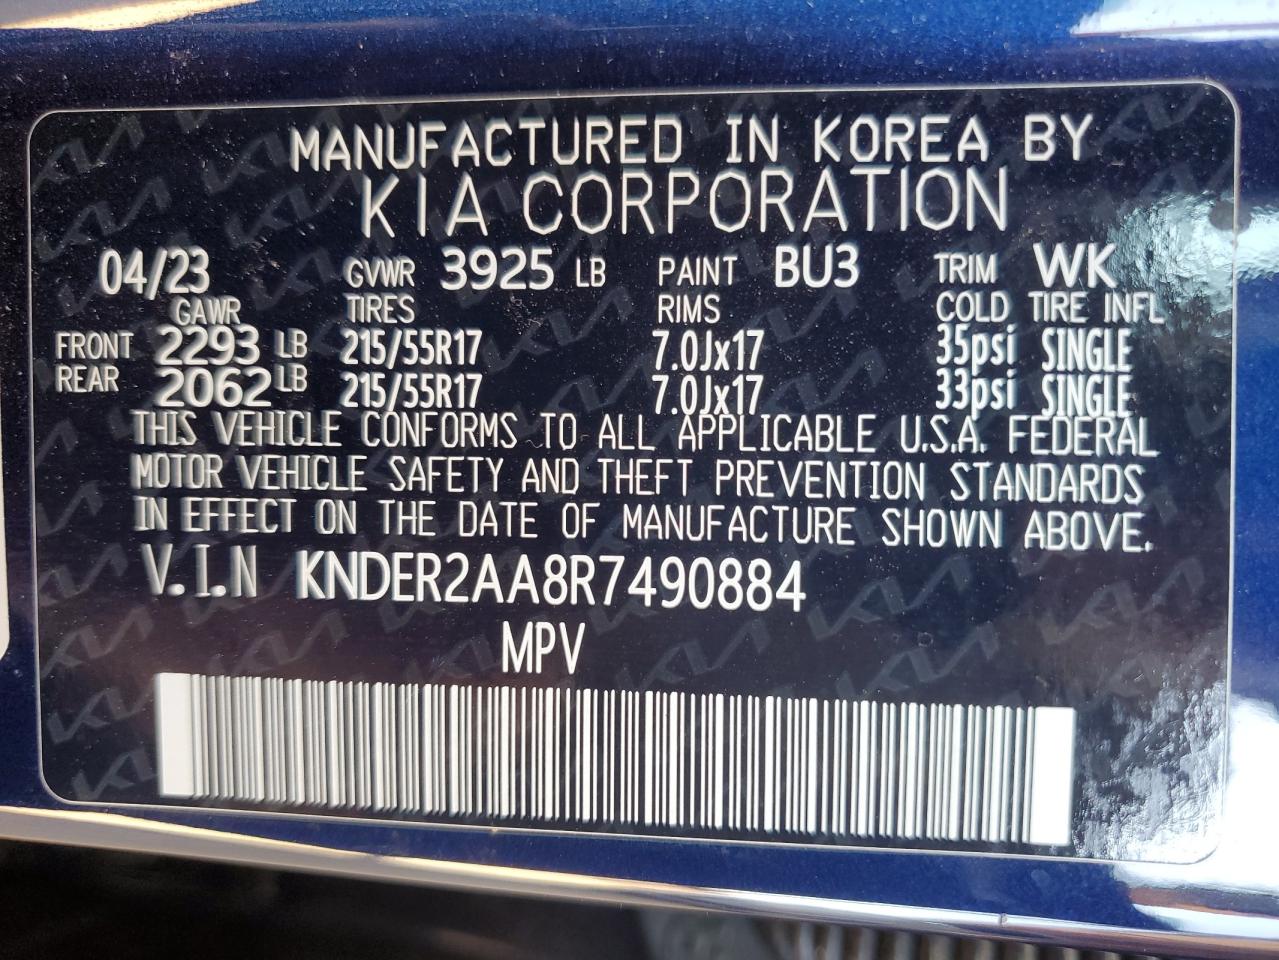 MANUFACTURED IN KOREA BY
KIA CORPORATION
04/23 GVWR 3925 LB PAINT BU3 TRIM WK
GAWR TIRES RIMS COLD TIRE INFL
FRONT 2293 LB 215/55R17 7.0Jx17 35psi SINGLE
REAR 2062 LB 215/55R17 7.0Jx17 33psi SINGLE
THIS VEHICLE CONFORMS TO ALL APPLICABLE U.S.A. FEDERAL
MOTOR VEHICLE SAFETY AND THEFT PREVENTION STANDARDS
IN EFFECT ON THE DATE OF MANUFACTURE SHOWN ABOVE.
V.I.N KNDER2AA8R7490884
MPV